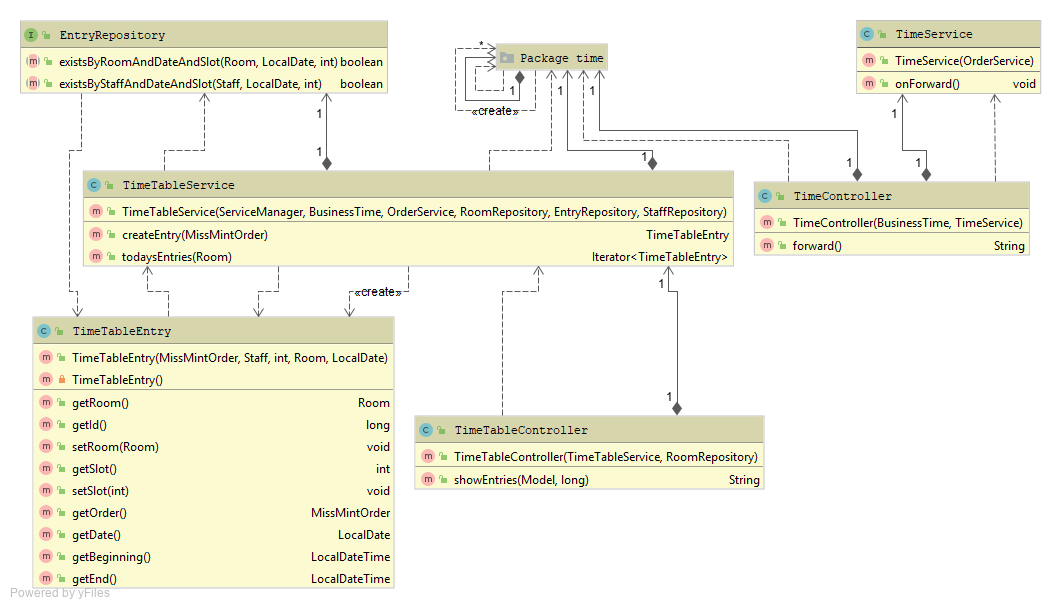 I EntryRepository
m existsByRoomAndDateAndSlot(Room, LocalDate, int) boolean
m existsByStaffAndDateAndSlot(Staff, LocalDate, int) boolean
*
Package time
1
«create»
C TimeService
m TimeService(OrderService)
m onForward() void
1
1
1
1
1
1
1
1
C TimeTableService
m TimeTableService(ServiceManager, BusinessTime, OrderService, RoomRepository, EntryRepository, StaffRepository)
m createEntry(MissMintOrder) TimeTableEntry
m todaysEntries(Room) Iterator<TimeTableEntry>
C TimeController
m TimeController(BusinessTime, TimeService)
m forward() String
«create»
1
1
C TimeTableEntry
m TimeTableEntry(MissMintOrder, Staff, int, Room, LocalDate)
m TimeTableEntry()
m getRoom() Room
m getId() long
m setRoom(Room) void
m getSlot() int
m setSlot(int) void
m getOrder() MissMintOrder
m getDate() LocalDate
m getBeginning() LocalDateTime
m getEnd() LocalDateTime
C TimeTableController
m TimeTableController(TimeTableService, RoomRepository)
m showEntries(Model, long) String
Powered by yFiles